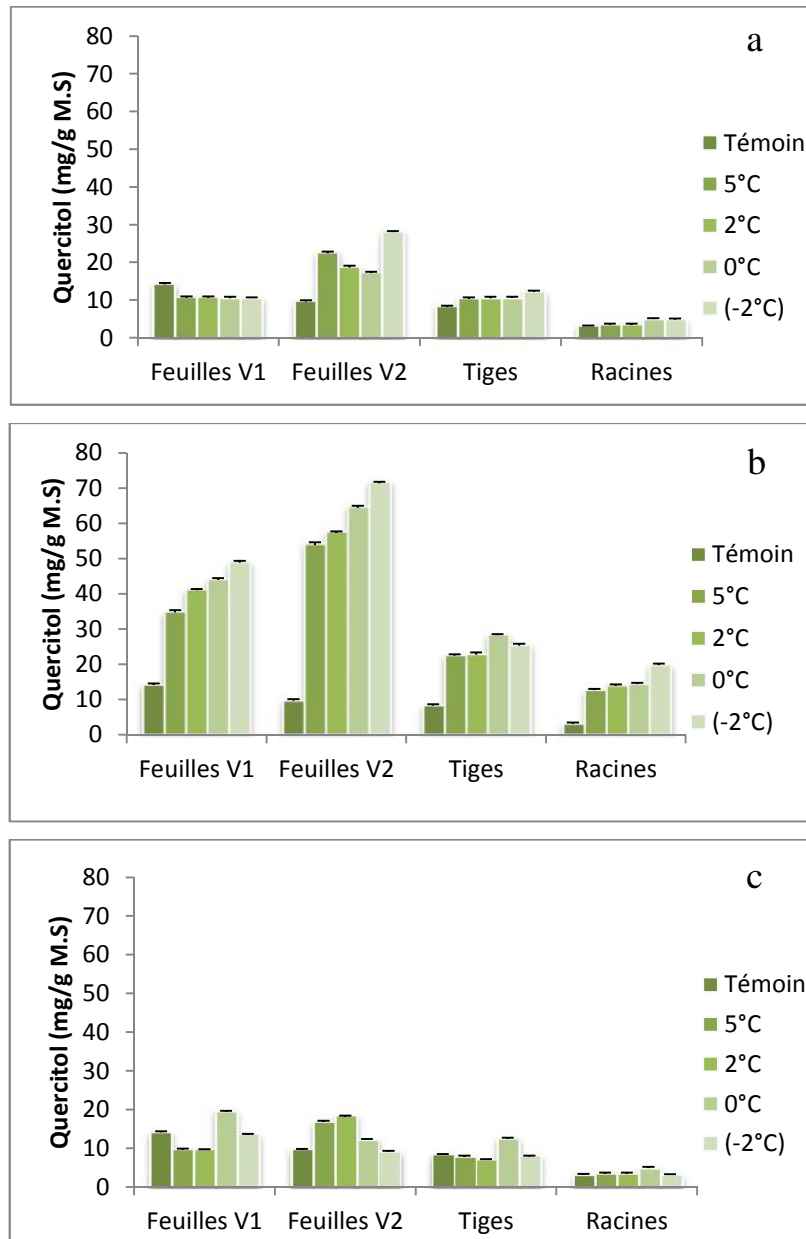 a
Quercitol (mg/g M.S)
80
70
60
50
40
30
20
10
0
Feuilles V1 Feuilles V2 Tiges Racines
Témoin
5°C
2°C
0°C
(-2°C)
b
Quercitol (mg/g M.S)
80
70
60
50
40
30
20
10
0
Feuilles V1 Feuilles V2 Tiges Racines
Témoin
5°C
2°C
0°C
(-2°C)
c
Quercitol (mg/g M.S)
80
70
60
50
40
30
20
10
0
Feuilles V1 Feuilles V2 Tiges Racines
Témoin
5°C
2°C
0°C
(-2°C)